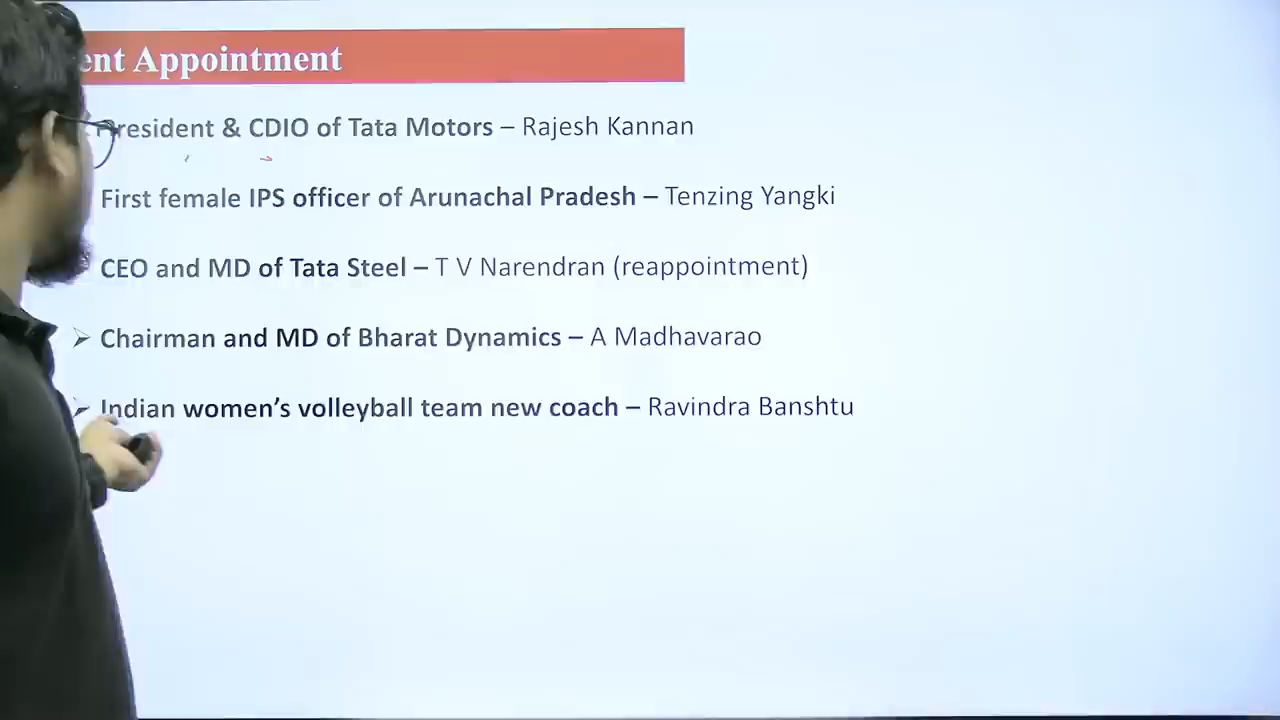 Appointment
President & CDIO of Tata Motors – Rajesh Kannan
First female IPS officer of Arunachal Pradesh – Tenzing Yangki
CEO and MD of Tata Steel – T V Narendran (reappointment)
Chairman and MD of Bharat Dynamics – A Madhavarao
Indian women's volleyball team new coach – Ravindra Banshtu